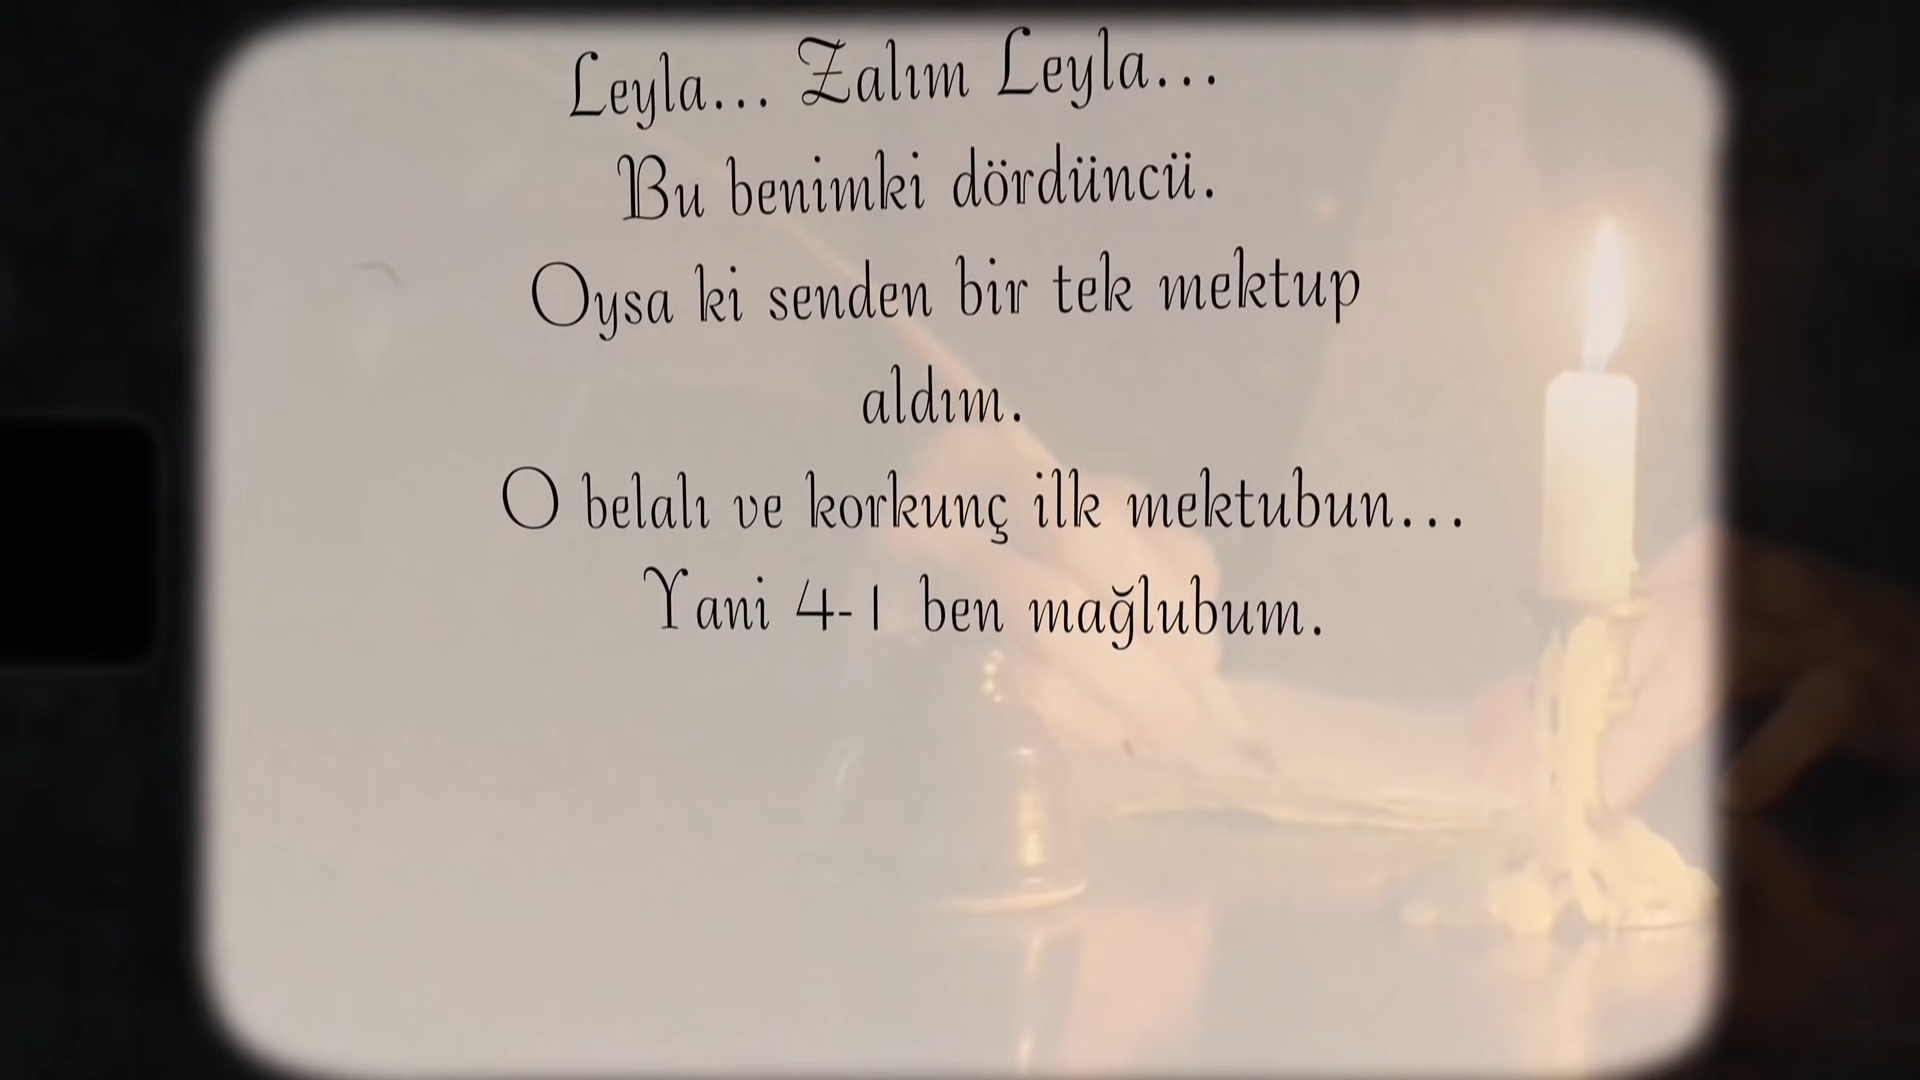 Leyla... Zalım Leyla...
Bu benimki dördüncü.
Oysa ki senden bir tek mektup
aldım.
O belalı ve korkunç ilk mektubun...
Yani 4-1 ben mağlubum.